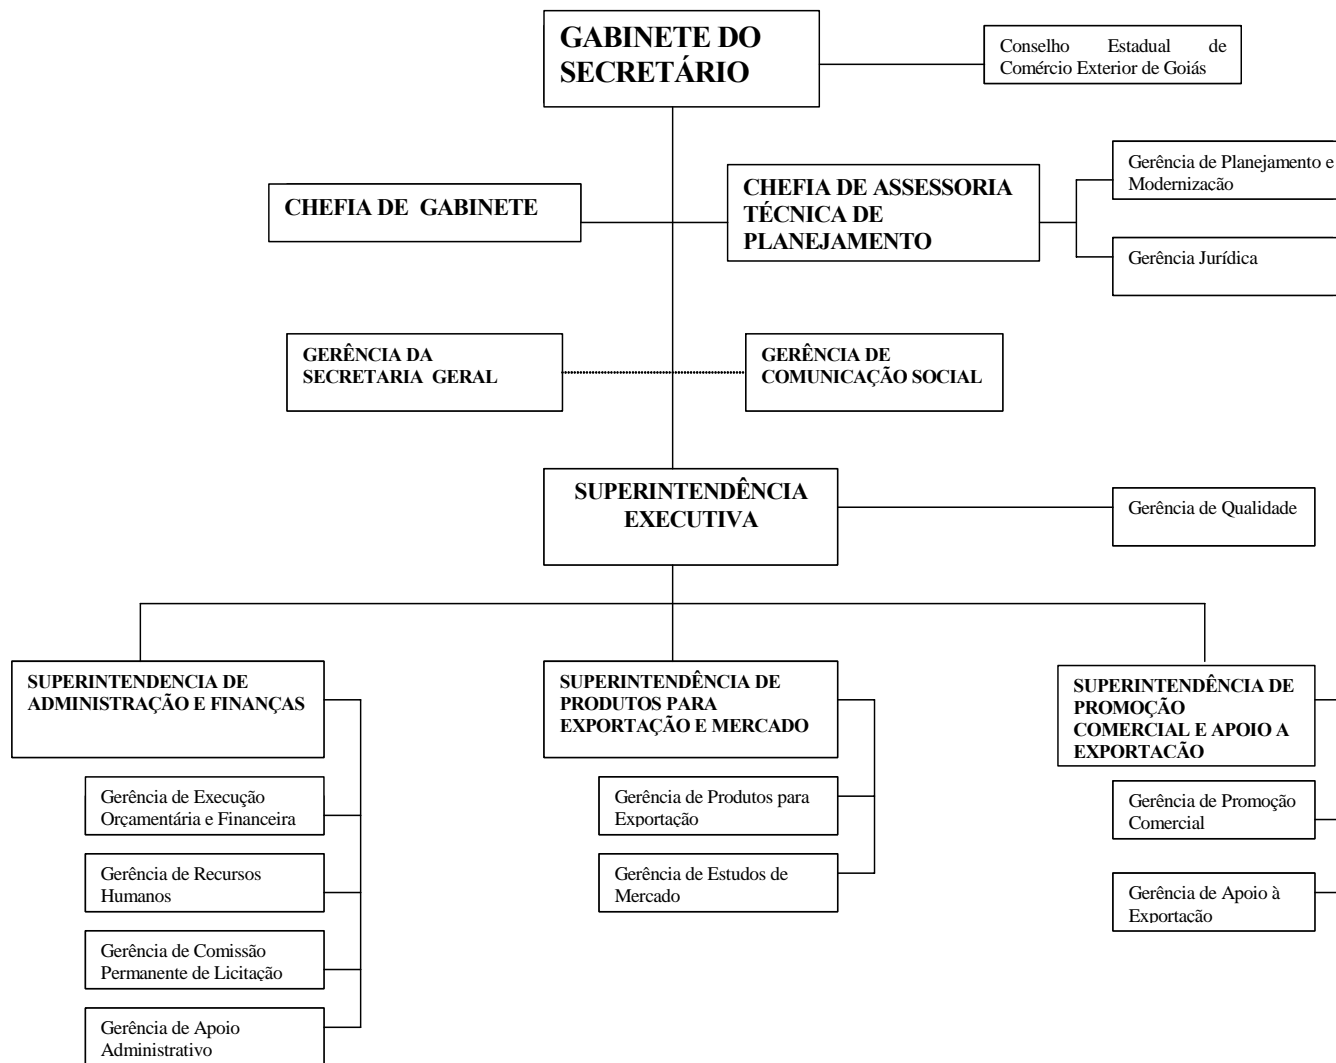 GABINETE DO
SECRETÁRIO
Conselho Estadual de
Comércio Exterior de Goiás
CHEFIA DE GABINETE
CHEFIA DE ASSESSORIA
TÉCNICA DE
PLANEJAMENTO
Gerência de Planejamento e
Modernização
Gerência Jurídica
GERÊNCIA DA
SECRETARIA GERAL
GERÊNCIA DE
COMUNICAÇÃO SOCIAL
SUPERINTENDÊNCIA
EXECUTIVA
Gerência de Qualidade
SUPERINTENDENCIA DE
ADMINISTRAÇÃO E FINANÇAS
Gerência de Execução
Orçamentária e Financeira
Gerência de Recursos
Humanos
Gerência de Comissão
Permanente de Licitação
Gerência de Apoio
Administrativo
SUPERINTENDÊNCIA DE
PRODUTOS PARA
EXPORTAÇÃO E MERCADO
Gerência de Produtos para
Exportação
Gerência de Estudos de
Mercado
SUPERINTENDÊNCIA DE
PROMOÇÃO
COMERCIAL E APOIO A
EXPORTAÇÃO
Gerência de Promoção
Comercial
Gerência de Apoio à
Exportação